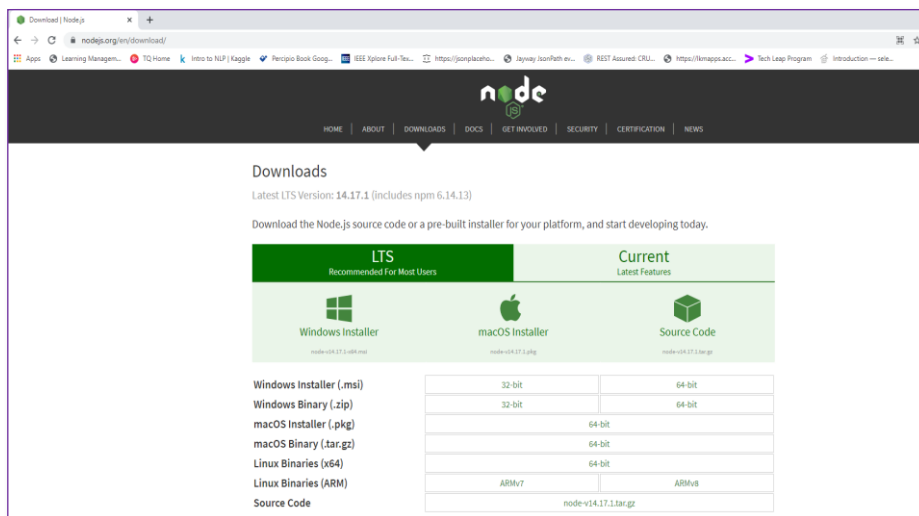 Download | Node.js
nodejs.org/en/download/
Apps Learning Managem... TQ Home Intro to NLP | Kaggle Percipio Book Goog... IEEE Xplore Full-Tex... https://jsonplaceho... Jayway JsonPath ev... REST Assured: CRU... https://lkmapps.acc... Tech Leap Program Introduction — sele...
node
JS
HOME ABOUT DOWNLOADS DOCS GET INVOLVED SECURITY CERTIFICATION NEWS
Downloads
Latest LTS Version: 14.17.1 (includes npm 6.14.13)
Download the Node.js source code or a pre-built installer for your platform, and start developing today.
LTS Current
Recommended For Most Users Latest Features
Windows Installer macOS Installer Source Code
node-v14.17.1-x64.msi node-v14.17.1.pkg node-v14.17.1.tar.gz
Windows Installer (.msi) 32-bit 64-bit
Windows Binary (.zip) 32-bit 64-bit
macOS Installer (.pkg) 64-bit
macOS Binary (.tar.gz) 64-bit
Linux Binaries (x64) 64-bit
Linux Binaries (ARM) ARMv7 ARMv8
Source Code node-v14.17.1.tar.gz